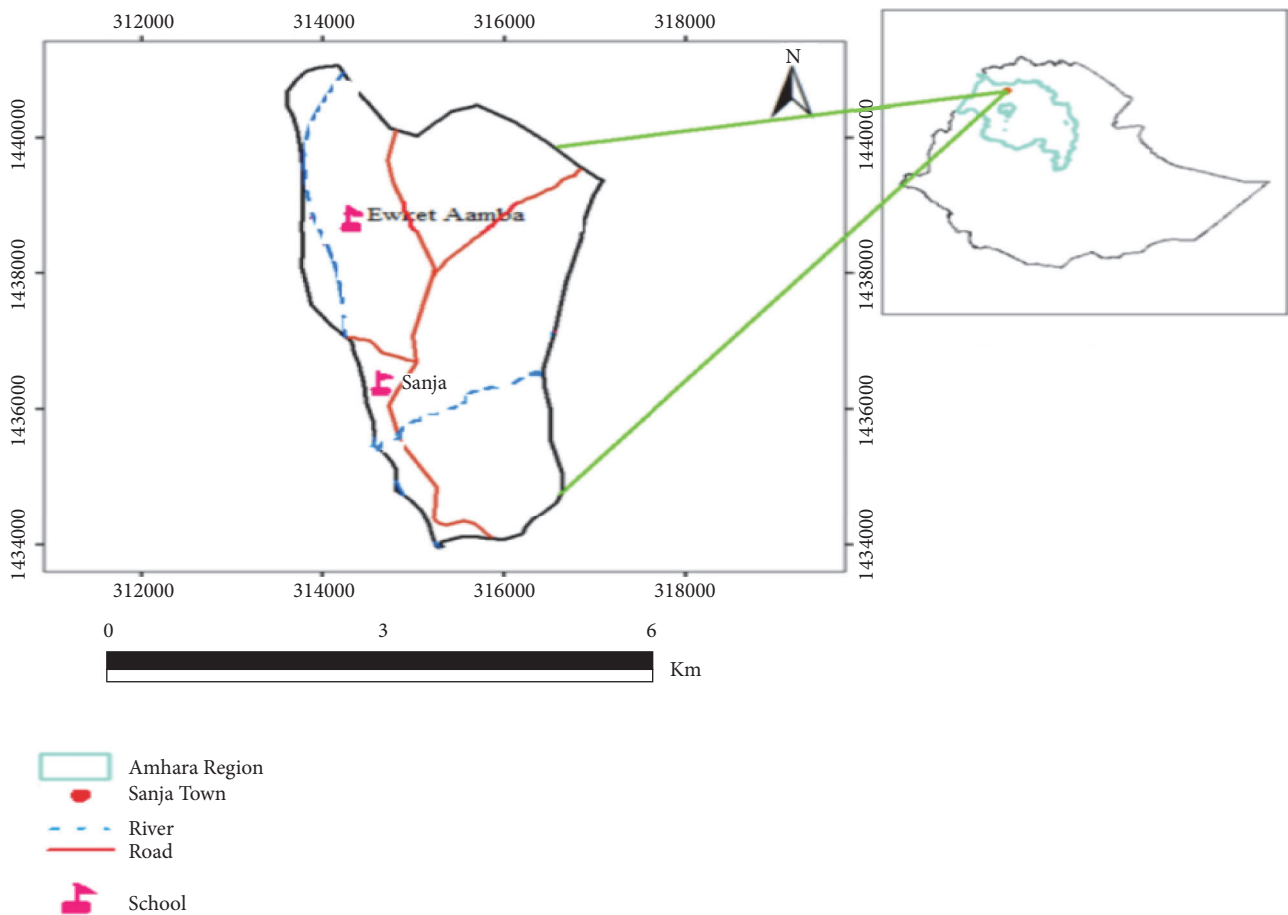 312000 314000 316000 318000
N
1440000 1440000
Ewket Aamba
1438000 1438000
Sanja
1436000 1436000
1434000 1434000
312000 314000 316000 318000
0 3 6
Km
Amhara Region
Sanja Town
River
Road
School